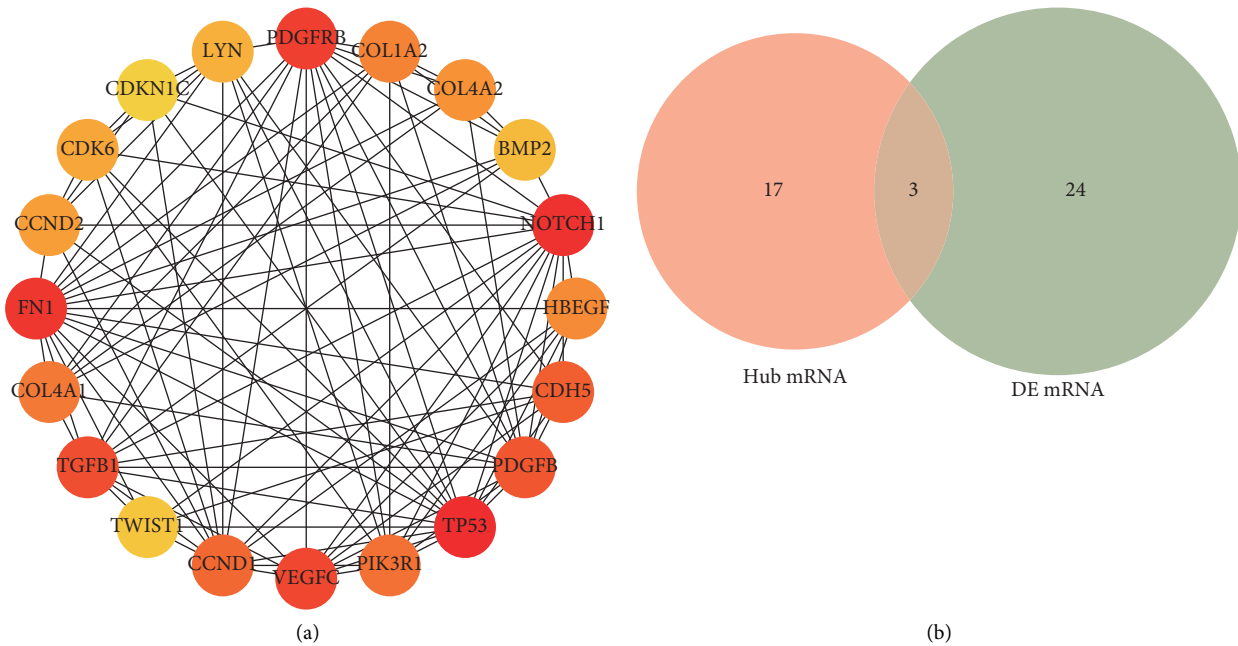 PDGFRB
LYN
COL1A2
CDKN1C
COL4A2
CDK6
BMP2
CCND2
NOTCH1
FN1
HBEGF
COL4A1
CDH5
TGFB1
PDGFB
TWIST1
TP53
CCND1
VEGFC
PIK3R1
(a)
17
3
24
Hub mRNA
DE mRNA
(b)